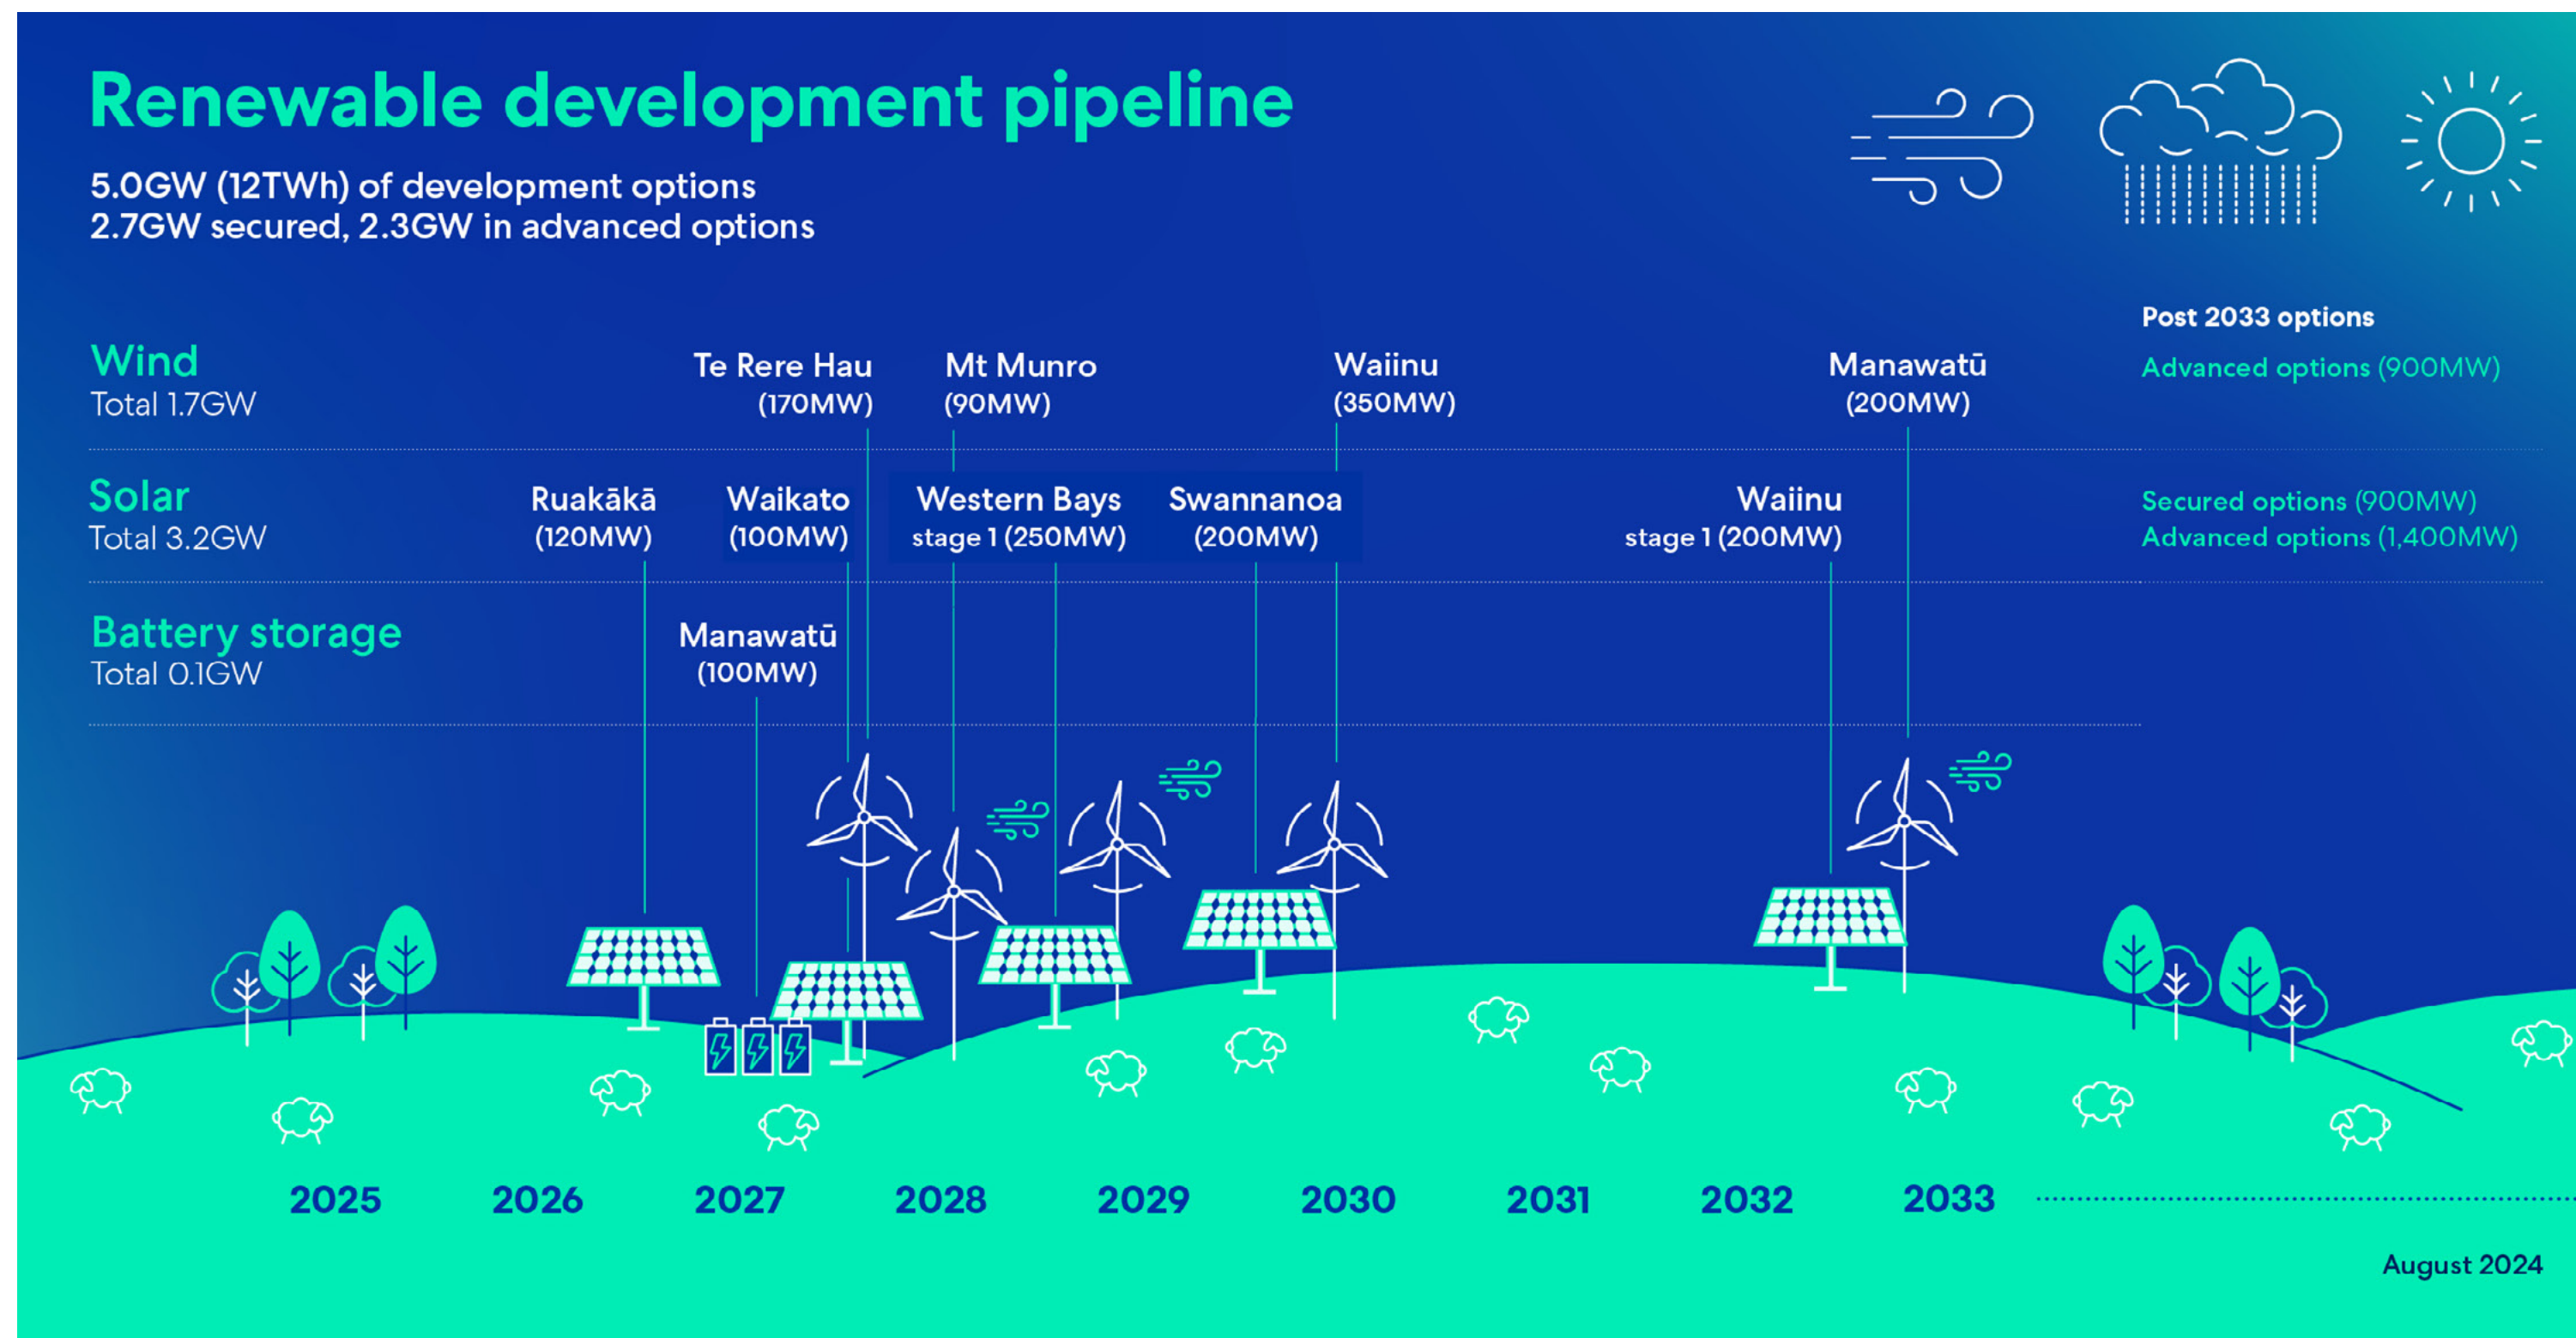 Renewable development pipeline
5.0GW (12TWh) of development options
2.7GW secured, 2.3GW in advanced options
Post 2033 options
Wind
Total 1.7GW
Te Rere Hau
(170MW)
Mt Munro
(90MW)
Waiinu
(350MW)
Manawatū
(200MW)
Advanced options (900MW)
Solar
Total 3.2GW
Ruakākā
(120MW)
Waikato
(100MW)
Western Bays
stage 1 (250MW)
Swannanoa
(200MW)
Waiinu
stage 1 (200MW)
Secured options (900MW)
Advanced options (1,400MW)
Battery storage
Total 0.1GW
Manawatū
(100MW)
2025 2026 2027 2028 2029 2030 2031 2032 2033
August 2024